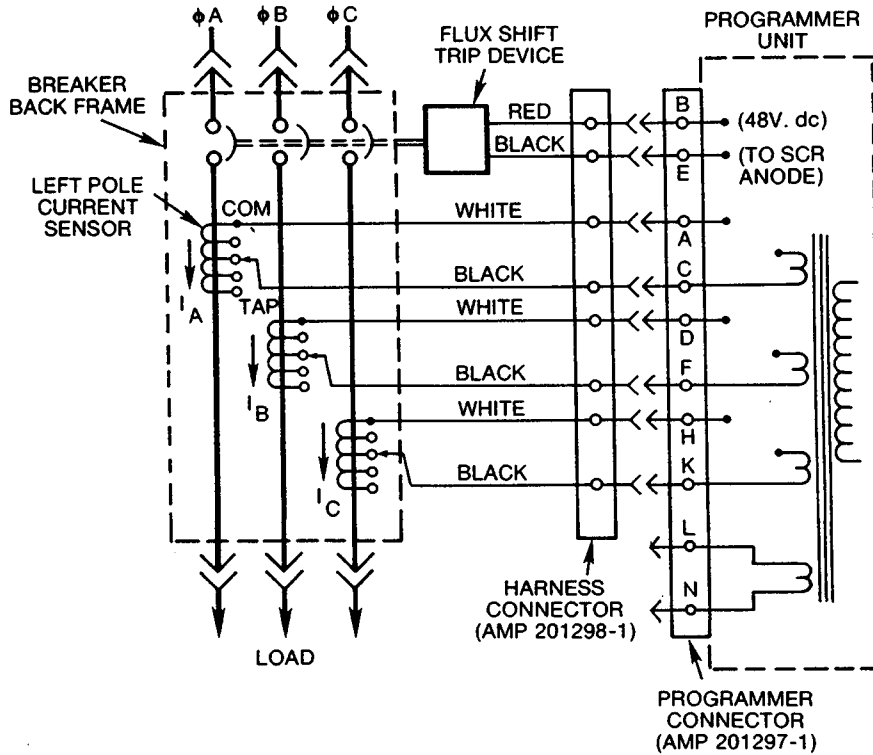 ϕA
ϕB
ϕC
FLUX SHIFT
TRIP DEVICE
PROGRAMMER
UNIT
BREAKER
BACK FRAME
RED
BLACK
B
E
(48V. dc)
(TO SCR
ANODE)
LEFT POLE
CURRENT
SENSOR
COM
TAP
I A
I B
I C
WHITE
A
BLACK
C
WHITE
D
BLACK
F
WHITE
H
BLACK
K
L
N
LOAD
HARNESS
CONNECTOR
(AMP 201298-1)
PROGRAMMER
CONNECTOR
(AMP 201297-1)